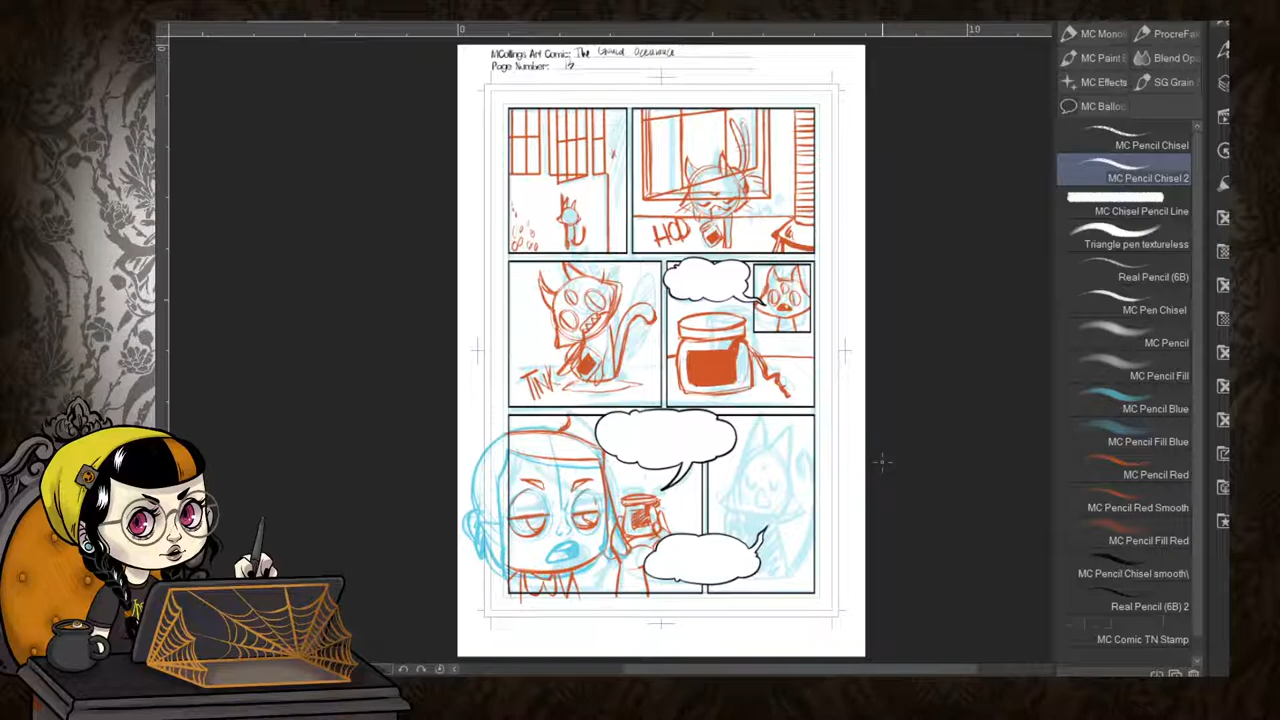 0
10
MCollings Art Comic: The Grand
Page Number:
MC Mono
ProcreFa
MC Paint
Blend Op
MC Effects
SG Grain
MC Balloo
MC Pencil Chisel
MC Pencil Chisel 2
MC Chisel Pencil Line
Triangle pen textureless
Real Pencil (6B)
MC Pen Chisel
MC Pencil
MC Pencil Fill
MC Pencil Blue
MC Pencil Fill Blue
MC Pencil Red
MC Pencil Red Smooth
MC Pencil Fill Red
MC Pencil Chisel smooth\
Real Pencil (6B) 2
MC Comic TN Stamp
HOP
TINK